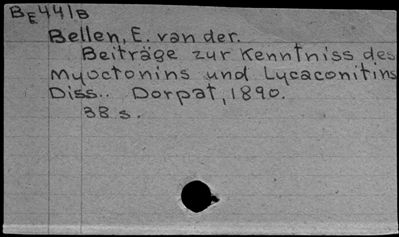 BE441B
Bellen, E. van der.
Beiträge zur Kenntniss des
Myoctonins und Lycaconitins
Diss.. Dorpat, 1890.
38 s.